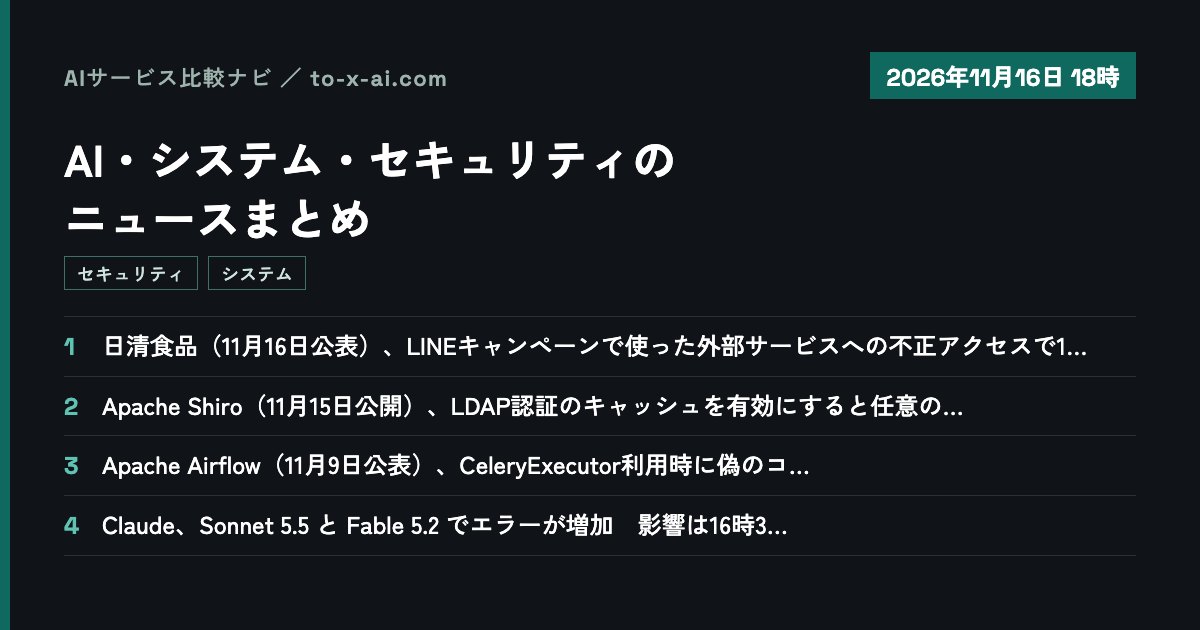 AIサービス比較ナビ ／ to-x-ai.com
2026年11月16日 18時
AI・システム・セキュリティの
ニュースまとめ
セキュリティ
システム
1 日清食品（11月16日公表）、LINEキャンペーンで使った外部サービスへの不正アクセスで1…
2 Apache Shiro（11月15日公開）、LDAP認証のキャッシュを有効にすると任意の…
3 Apache Airflow（11月9日公表）、CeleryExecutor利用時に偽のコ…
4 Claude、Sonnet 5.5 と Fable 5.2 でエラーが増加　影響は16時3…